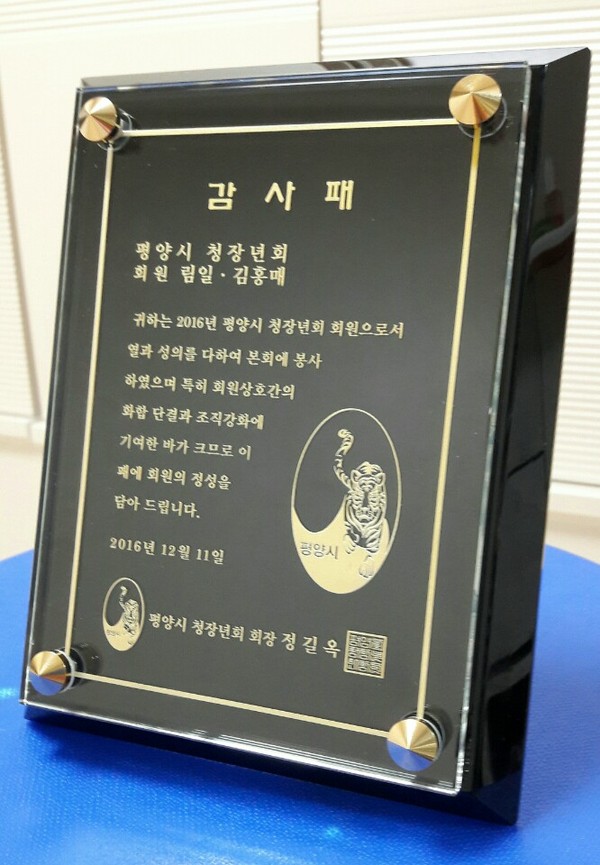 감사패
평양시 청장년회
회원 림일 · 김홍매
귀하는 2016년 평양시 청장년회 회원으로서
열과 성의를 다하여 본회에 봉사
하였으며 특히 회원상호간의
화합 단결과 조직강화에
기여한 바가 크므로 이
패에 회원의 정성을
담아 드립니다.
평양시
2016년 12월 11일
평양시
평양시 청장년회 회장 정길옥